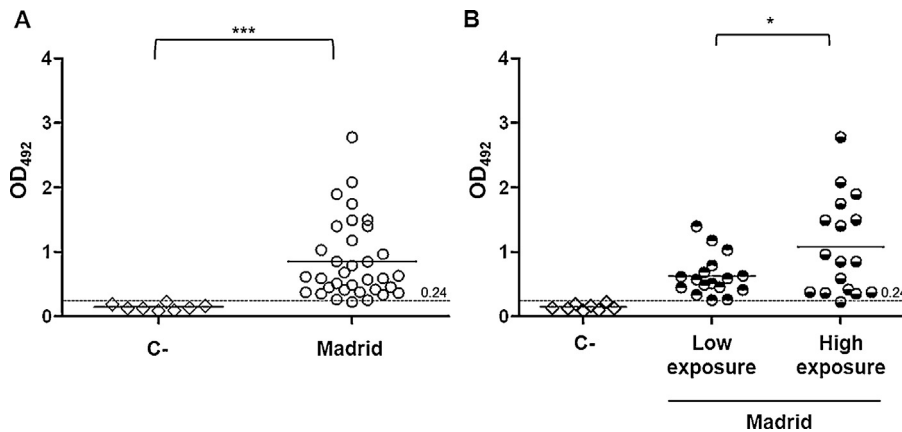 A
***
4
3
2
1
0
OD492
0.24
C-
Madrid
B
*
4
3
2
1
0
OD492
0.24
C-
Low exposure
High exposure
Madrid